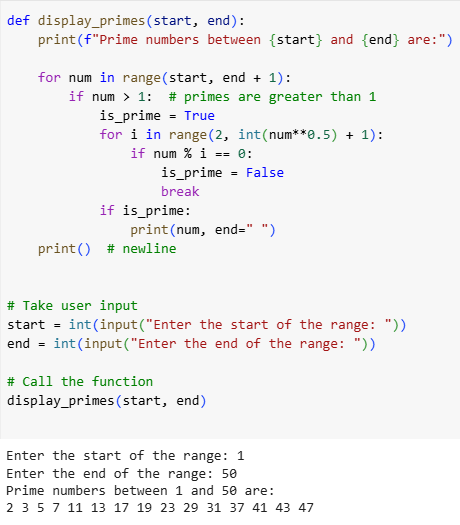 def display_primes(start, end):
    print(f"Prime numbers between {start} and {end} are:")

    for num in range(start, end + 1):
        if num > 1:  # primes are greater than 1
            is_prime = True
            for i in range(2, int(num**0.5) + 1):
                if num % i == 0:
                    is_prime = False
                    break
            if is_prime:
                print(num, end=" ")
    print()  # newline


# Take user input
start = int(input("Enter the start of the range: "))
end = int(input("Enter the end of the range: "))

# Call the function
display_primes(start, end)

Enter the start of the range: 1
Enter the end of the range: 50
Prime numbers between 1 and 50 are:
2 3 5 7 11 13 17 19 23 29 31 37 41 43 47